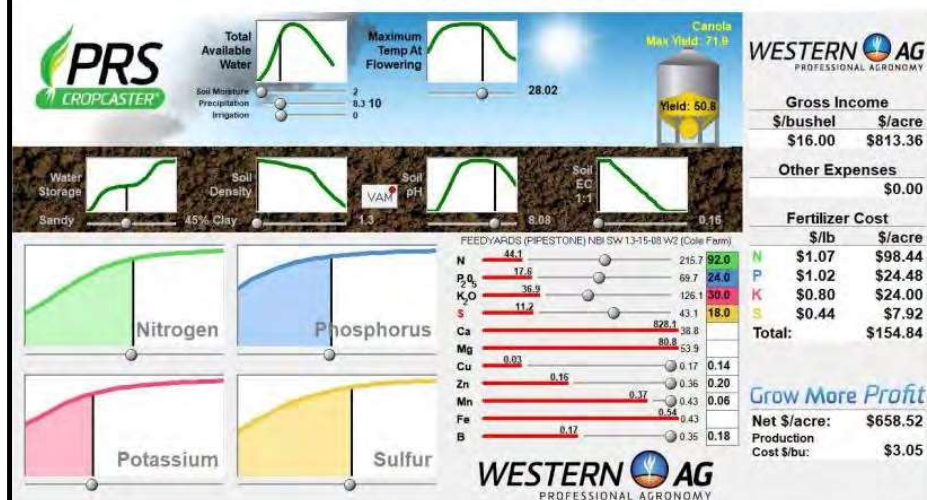 PRS
CROPCASTER®
Total
Available
Water
Maximum
Temp At
Flowering
Canola
Max Yield: 71.9
Soil Moisture 2
Precipitation 8.3 10
Irrigation 0
28.02
Yield: 50.8
Water
Storage
Soil
Density
Soil
pH
Soil
EC
1:1
VAM
Sandy 45% Clay 1.3 8.08 0.16
FEEDYARDS (PIPESTONE) NBI SW 13-15-08 W2 (Cole Farm)
N 44.1 215.7 92.0
P2O5 17.6 69.7 24.0
K2O 36.9 126.1 30.0
S 11.2 43.1 18.0
Ca 828.1 38.8
Mg 80.8 53.9
Cu 0.03 0.17 0.14
Zn 0.16 0.36 0.20
Mn 0.37 0.43 0.06
Fe 0.54 0.43
B 0.17 0.35 0.18
Nitrogen
Phosphorus
Potassium
Sulfur
WESTERN AG
PROFESSIONAL AGRONOMY
WESTERN AG
PROFESSIONAL AGRONOMY
Gross Income
$/bushel $/acre
$16.00 $813.36
Other Expenses
$0.00
Fertilizer Cost
$/lb $/acre
N $1.07 $98.44
P $1.02 $24.48
K $0.80 $24.00
S $0.44 $7.92
Total: $154.84
Grow More Profit
Net $/acre: $658.52
Production
Cost $/bu: $3.05